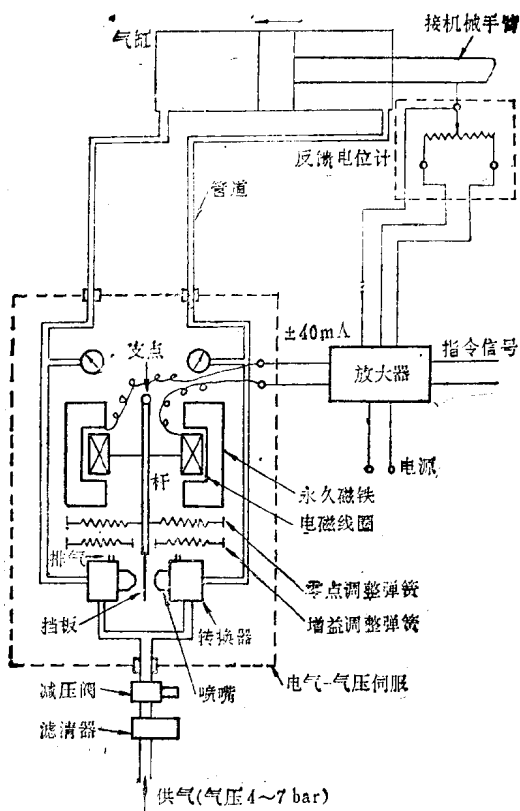 气缸
接机械手臂
反馈电位计
管道
支点
±40mA
指令信号
放大器
电源
杆
永久磁铁
电磁线圈
排气
零点调整弹簧
增益调整弹簧
挡板
转换器
喷嘴
电气-气压伺服
减压阀
滤清器
供气(气压4~7bar)